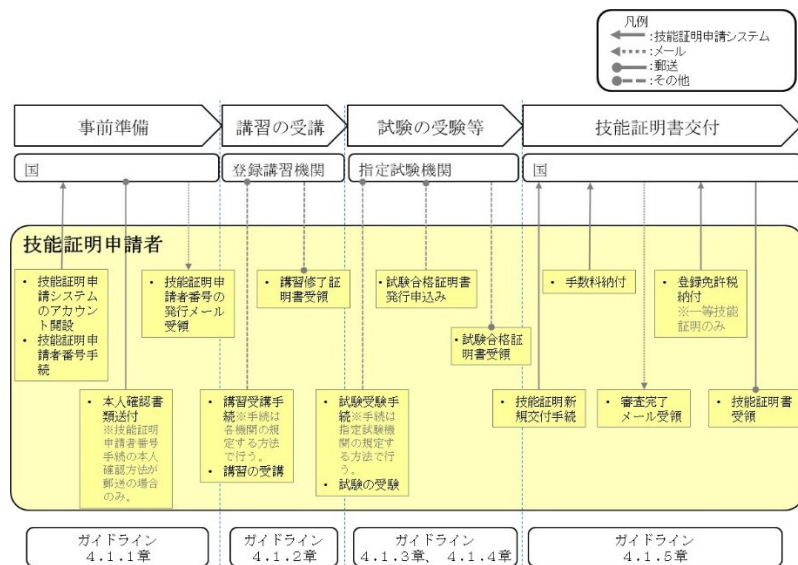 凡例
:技能証明申請システム
:メール
:郵送
:その他
事前準備
講習の受講
試験の受験等
技能証明書交付
国
登録講習機関
指定試験機関
国
技能証明申請者
• 技能証明申
請システム
のアカウン
ト開設
• 技能証明申
請者番号手
続
• 技能証明申
請者番号の
発行メール
受領
• 講習修了証
明書受領
• 試験合格証明書
発行申込み
• 試験合格証
明書受領
• 手数料納付
• 登録免許税
納付
※一等技能
証明のみ
• 本人確認書
類送付
※技能証明
申請者番号
手続の本人
確認方法が
郵送の場合
のみ。
• 講習受講手
続※手続は
各機関の規
定する方法
で行う。
• 講習の受講
• 試験受験手
続※手続は
指定試験機
関の規定す
る方法で行
う。
• 試験の受験
• 技能証明新
規交付手続
• 審査完了
メール受領
• 技能証明書
受領
ガイドライン
4.1.1章
ガイドライン
4.1.2章
ガイドライン
4.1.3章、4.1.4章
ガイドライン
4.1.5章